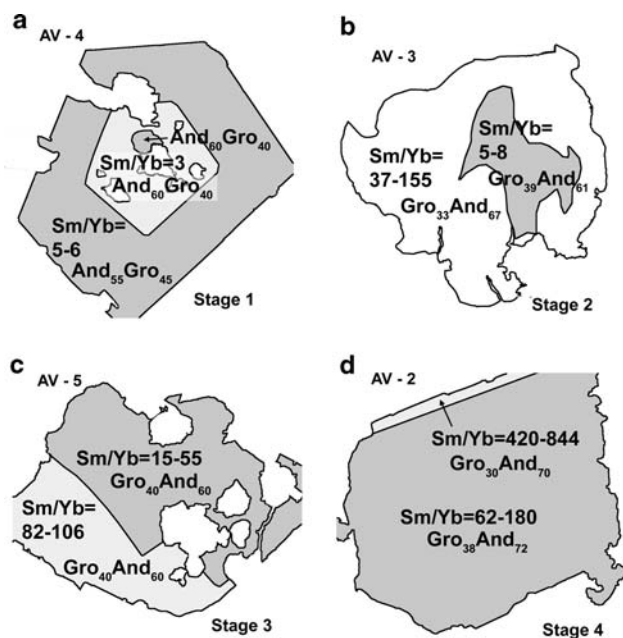 a
AV - 4
And60Gro40
Sm/Yb=3
And60Gro40
Sm/Yb=
5-6
And55Gro45
Stage 1
b
AV - 3
Sm/Yb=
5-8
Gro39And61
Sm/Yb=
37-155
Gro33And67
Stage 2
c
AV - 5
Sm/Yb=15-55
Gro40And60
Sm/Yb=
82-106
Gro40And60
Stage 3
d
AV - 2
Sm/Yb=420-844
Gro30And70
Sm/Yb=62-180
Gro38And72
Stage 4